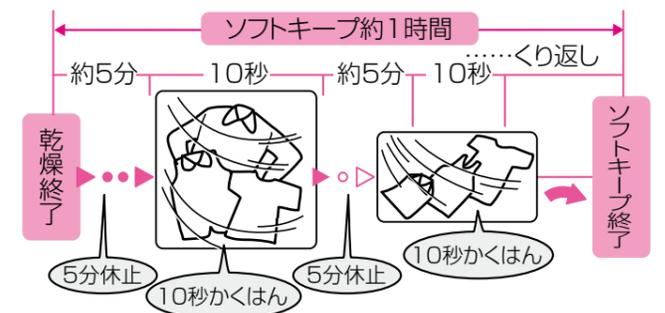 ソフトキープ約1時間
……くり返し
約5分
10秒
約5分
10秒
乾燥終了
ソフトキープ終了
5分休止
10秒かくはん
5分休止
10秒かくはん